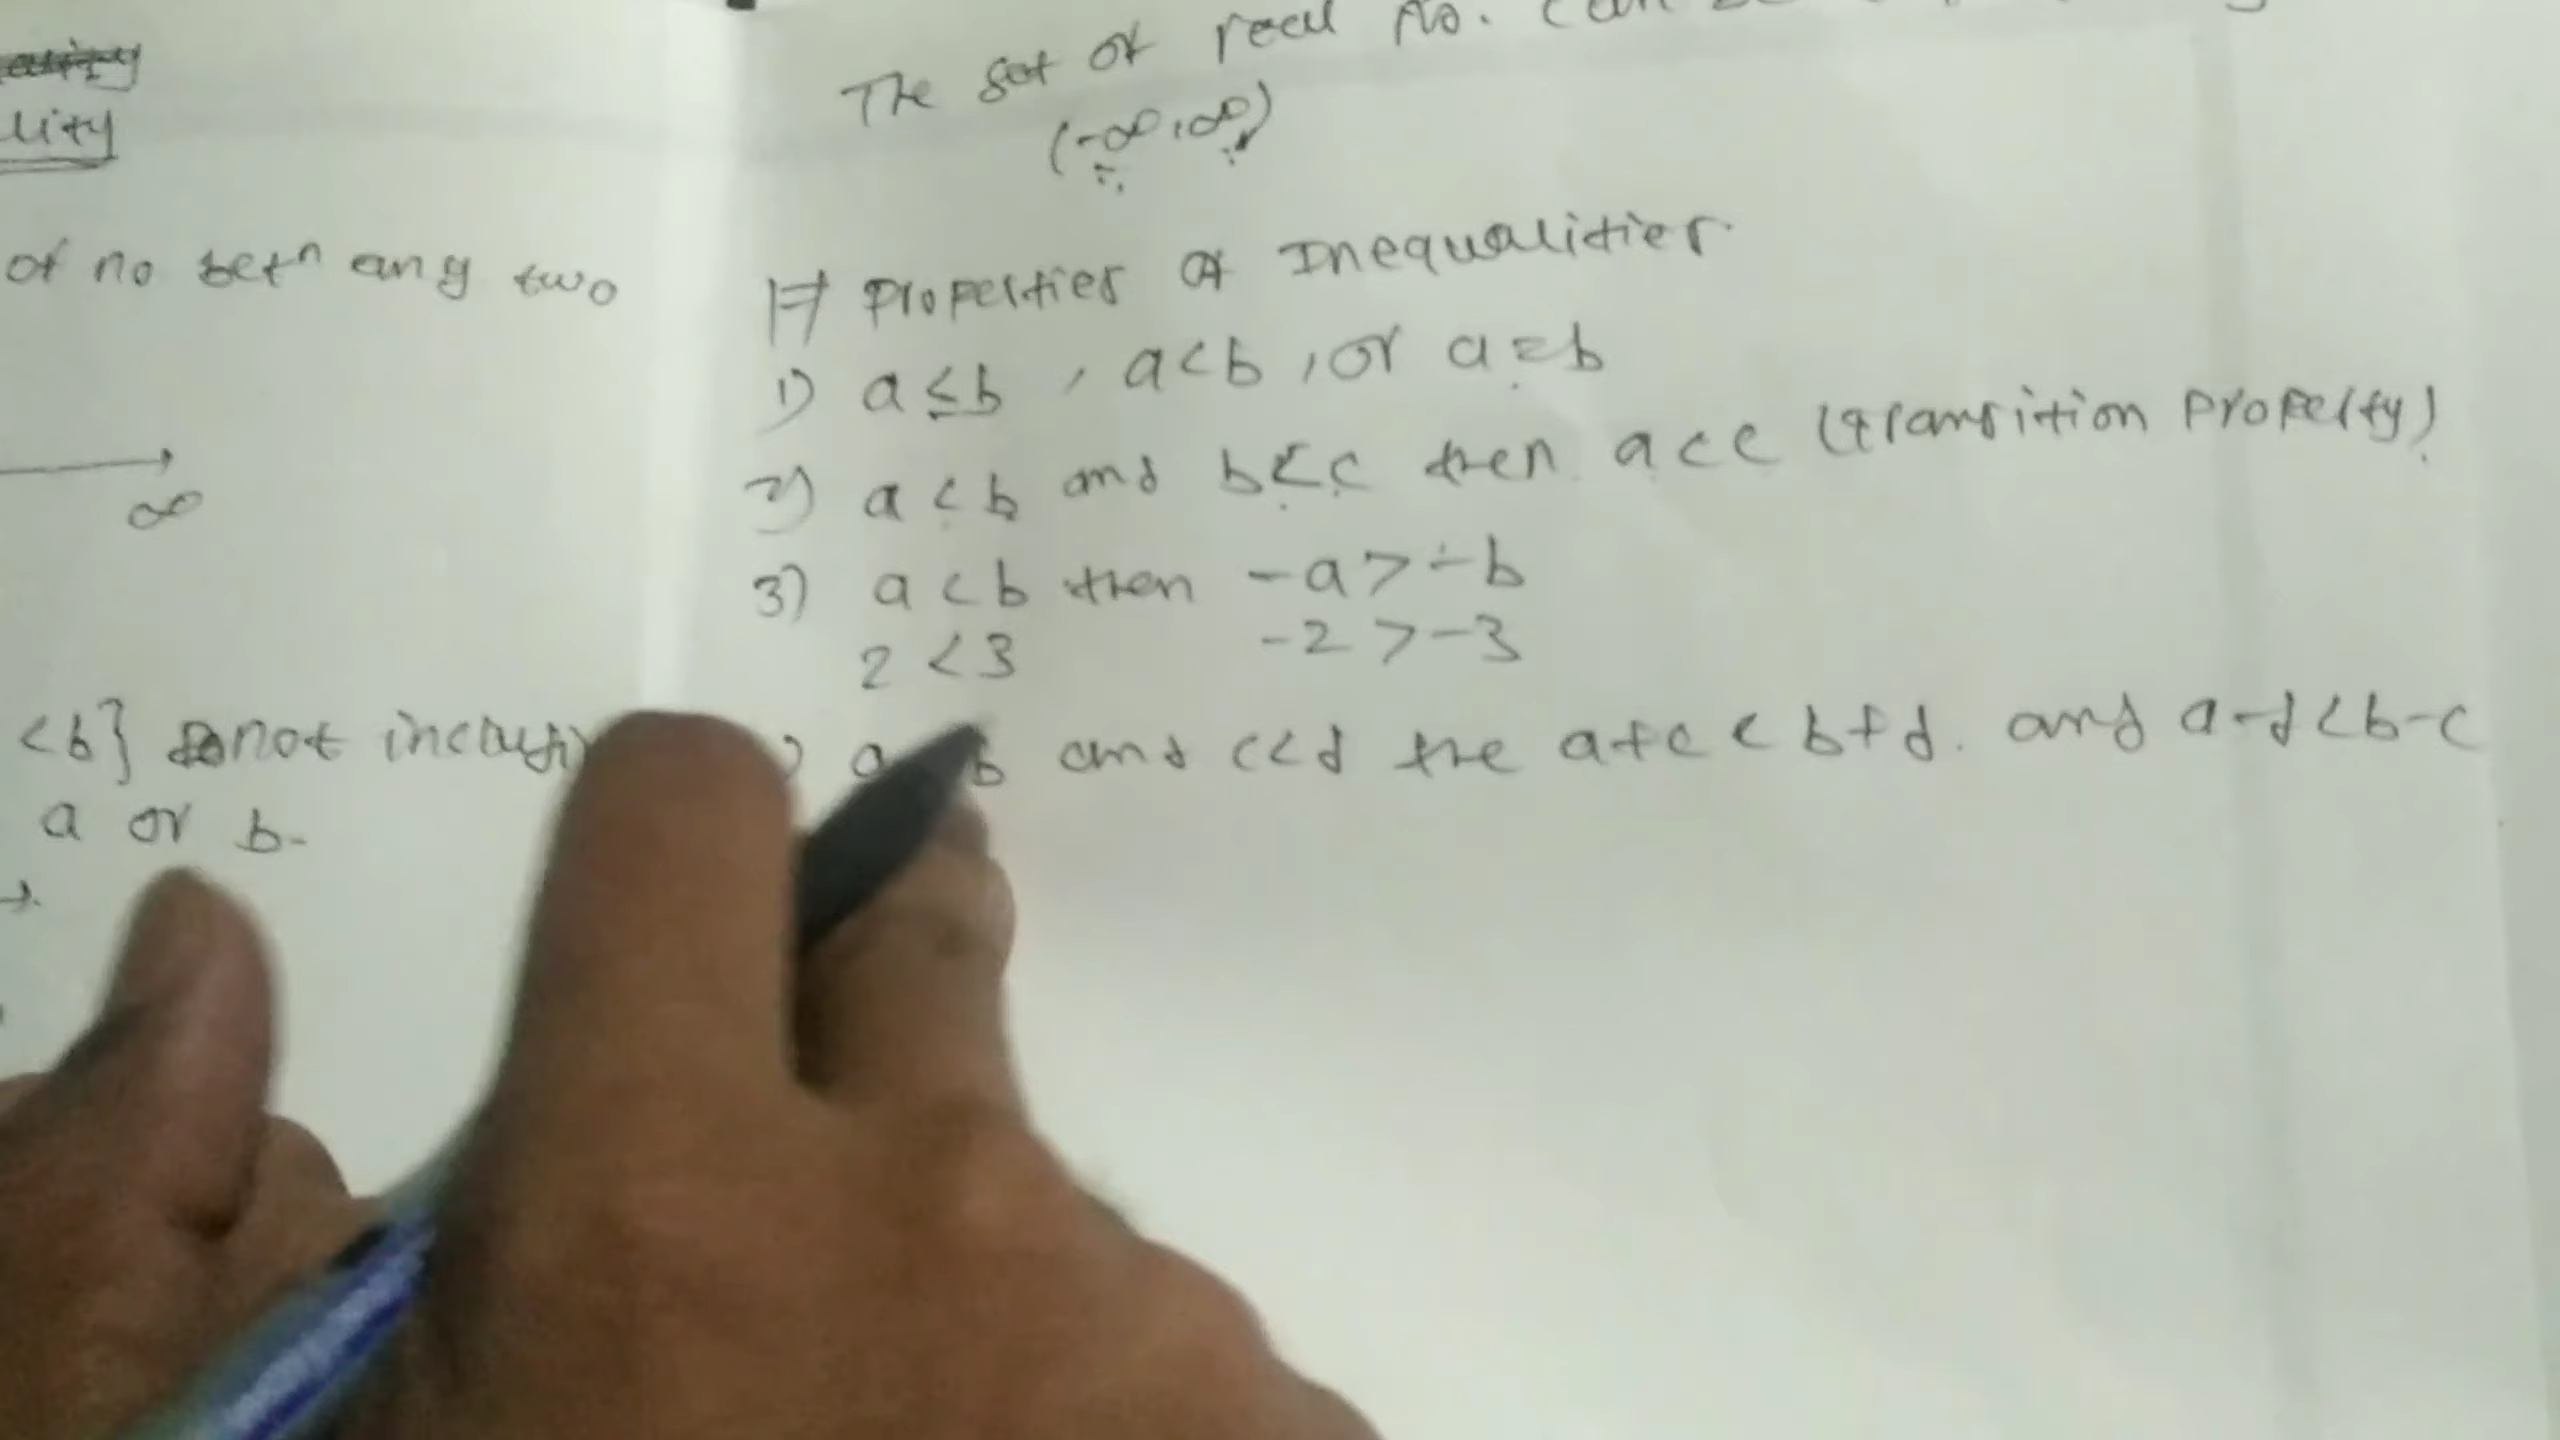 lity
of no betn any two
∞
<b} not
a or b.
The set of real no. can
(-∞,∞)
# Properties of Inequalities
1) a≤b, a<b, or a=b
2) a<b and b<c then a<c (transition property)
3) a<b then -a>-b
2<3 -2>-3
) a b and c<d the a+c<b+d. and a-d<b-c